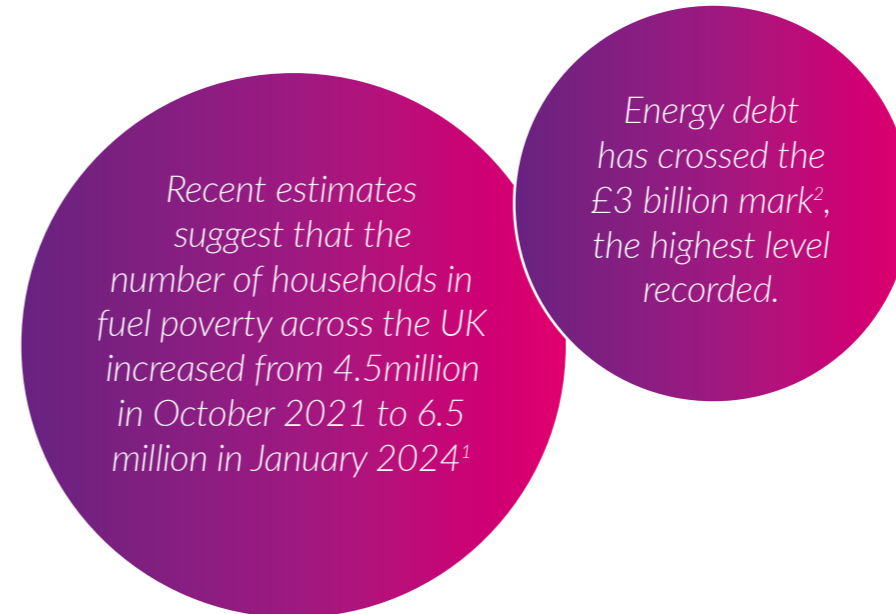 Recent estimates
suggest that the
number of households in
fuel poverty across the UK
increased from 4.5million
in October 2021 to 6.5
million in January 2024¹
Energy debt
has crossed the
£3 billion mark²,
the highest level
recorded.